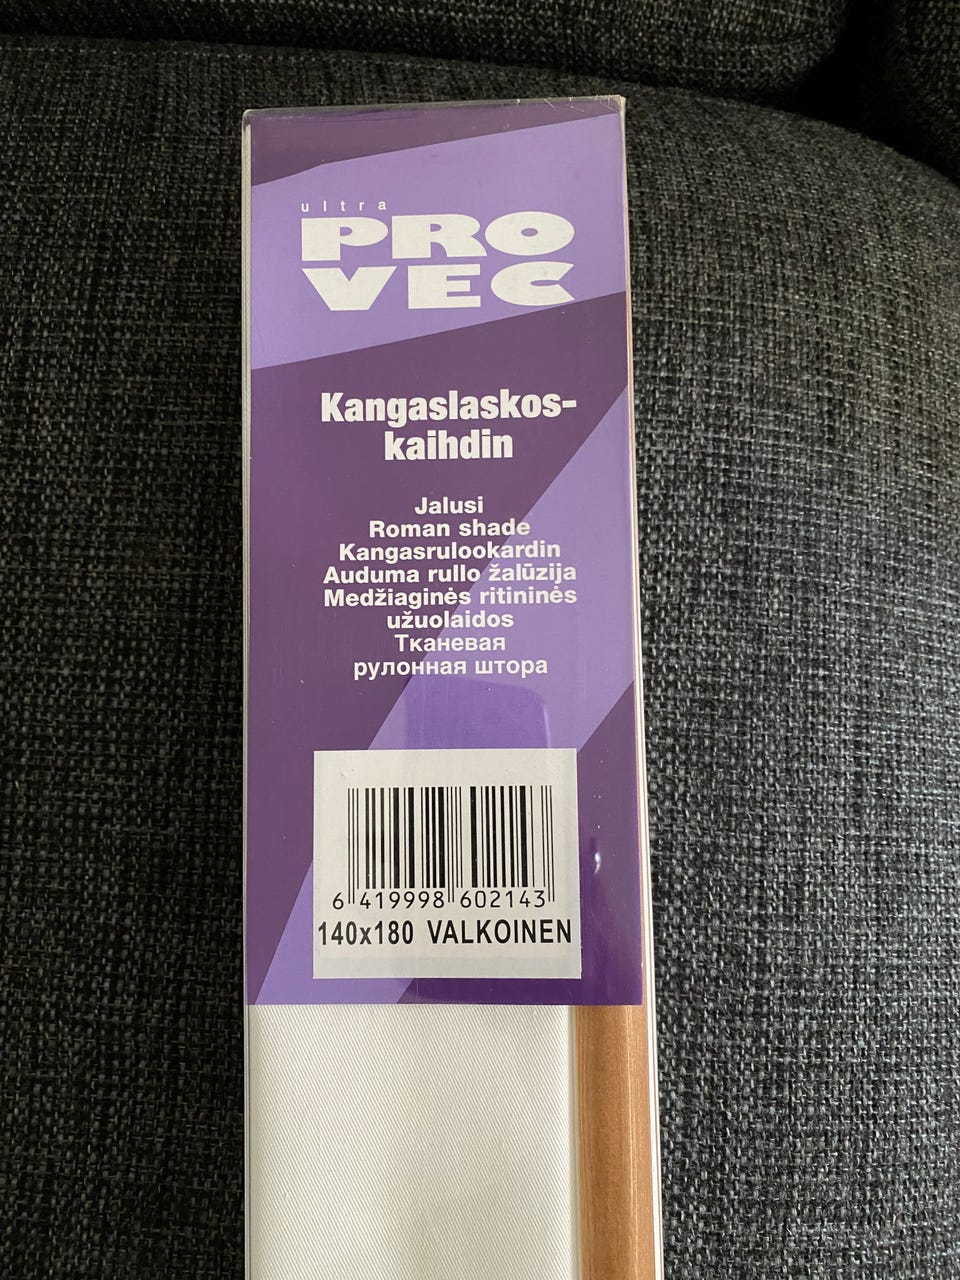 ultra
PRO
VEC
Kangaslaskos-
kaihdin
Jalusi
Roman shade
Kangasrulookardin
Auduma rullo žalūzija
Medžiaginės ritininės
užuolaidos
Тканевая
рулонная штора
6 419998 602143
140x180 VALKOINEN